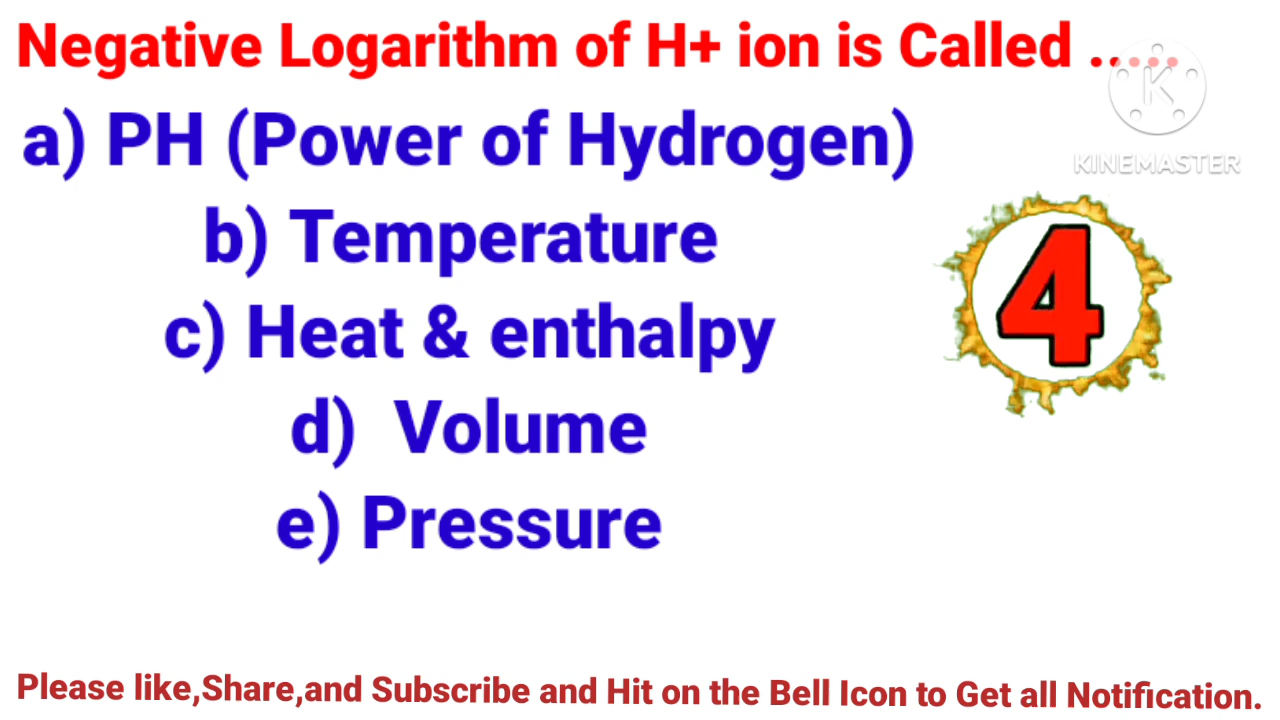 Negative Logarithm of H+ ion is Called .....
KINEMASTER
a) PH (Power of Hydrogen)
b) Temperature
4
c) Heat & enthalpy
d) Volume
e) Pressure
Please like,Share,and Subscribe and Hit on the Bell Icon to Get all Notification.